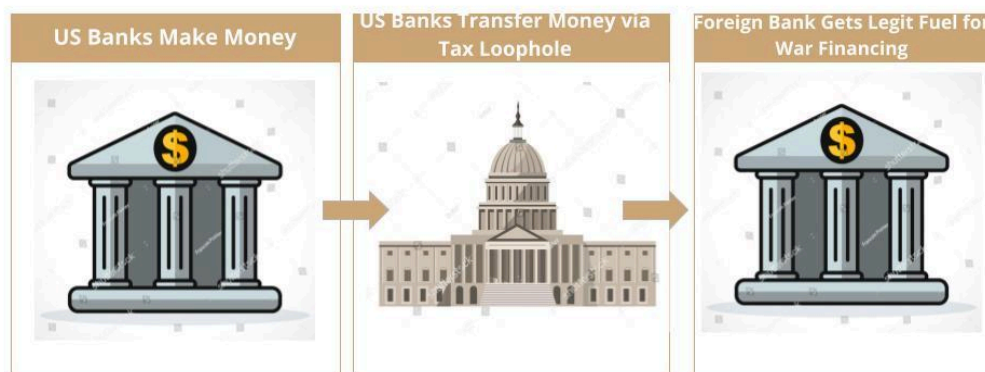 US Banks Make Money
US Banks Transfer Money via
Tax Loophole
Foreign Bank Gets Legit Fuel for
War Financing
$
$